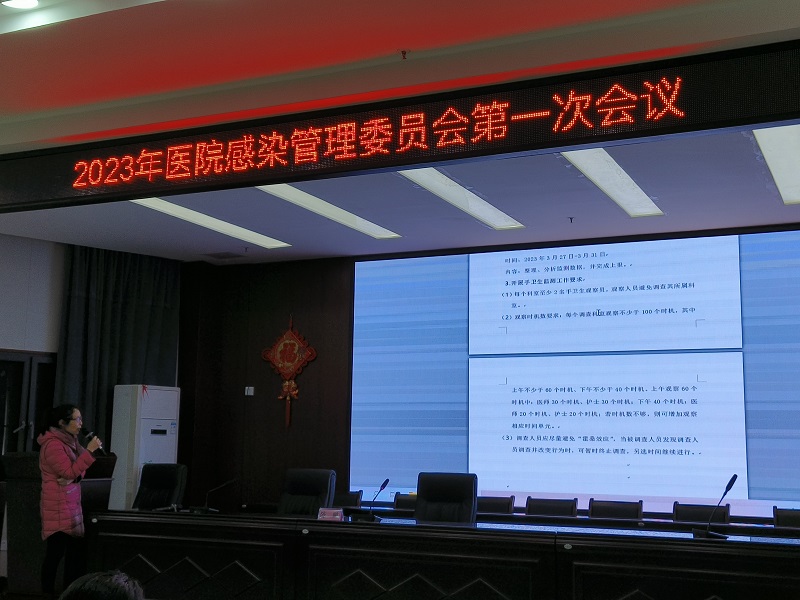 2023年医院感染管理委员会第一次会议
时间：2023年3月27日-3月31日。
内容：整理、分析监测数据，并完成上报。
3.开展手卫生监测工作要求。
（1）每个科室至少2名手卫生观察员，观察人员避免调查其所属科
室。
（2）观察时机数要求：每个调查科室观察不少于100个时机，其中
上午不少于60个时机、下午不少于40个时机。上午观察60个
时机中：医师30个时机、护士30个时机；下午40个时机：医
师20个时机、护士20个时机；若时机数不够，则可增加观察
相应时间单元。
（3）调查人员应尽量避免“霍桑效应”，当被调查人员发现调查人
员调查并改变行为时，可暂时终止调查，另选时间继续进行。